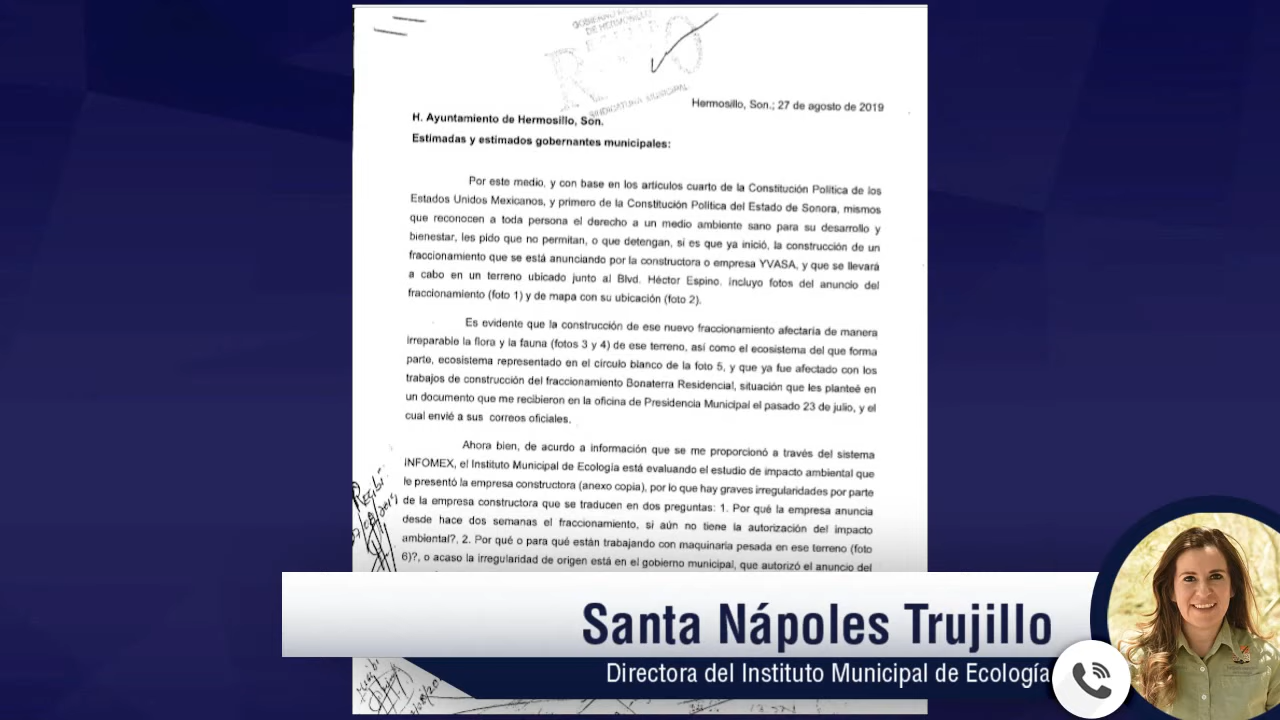 GOBIERNO
DE HERMOSILLO
SINDICATURA MUNICIPAL
Hermosillo, Son.; 27 de agosto de 2019
H. Ayuntamiento de Hermosillo, Son.
Estimadas y estimados gobernantes municipales:
Por este medio, y con base en los artículos cuarto de la Constitución Política de los
Estados Unidos Mexicanos, y primero de la Constitución Política del Estado de Sonora, mismos
que reconocen a toda persona el derecho a un medio ambiente sano para su desarrollo y
bienestar, les pido que no permitan, o que detengan, si es que ya inició, la construcción de un
fraccionamiento que se está anunciando por la constructora o empresa YVASA, y que se llevará
a cabo en un terreno ubicado junto al Blvd. Héctor Espino. Incluyo fotos del anuncio del
fraccionamiento (foto 1) y de mapa con su ubicación (foto 2).
Es evidente que la construcción de ese nuevo fraccionamiento afectaría de manera
irreparable la flora y la fauna (fotos 3 y 4) de ese terreno, así como el ecosistema del que forma
parte, ecosistema representado en el círculo blanco de la foto 5, y que ya fue afectado con los
trabajos de construcción del fraccionamiento Bonaterra Residencial, situación que les planteé en
un documento que me recibieron en la oficina de Presidencia Municipal el pasado 23 de julio, y el
cual envié a sus correos oficiales.
Ahora bien, de acuerdo a información que se me proporcionó a través del sistema
INFOMEX, el Instituto Municipal de Ecología está evaluando el estudio de impacto ambiental que
le presentó la empresa constructora (anexo copia), por lo que hay graves irregularidades por parte
de la empresa constructora que se traducen en dos preguntas: 1. Por qué la empresa anuncia
desde hace dos semanas el fraccionamiento, si aún no tiene la autorización del impacto
ambiental?, 2. Por qué o para qué están trabajando con maquinaria pesada en ese terreno (foto
6)?, o acaso la irregularidad de origen está en el gobierno municipal, que autorizó el anuncio del
Recibí
Santa Nápoles Trujillo
Directora del Instituto Municipal de Ecología